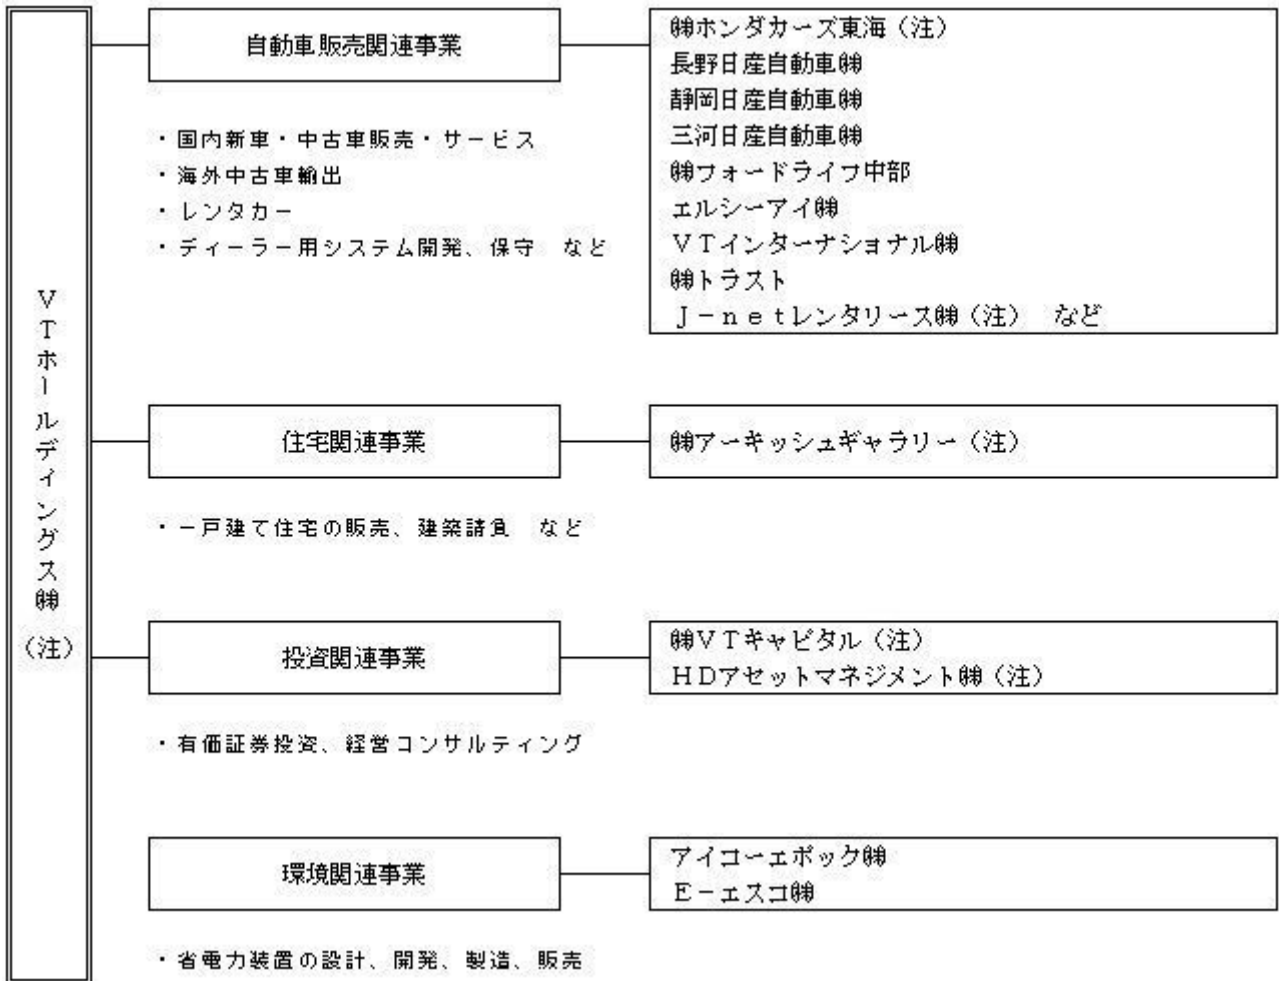 VTホールディングス㈱
（注）
自動車販売関連事業
㈱ホンダカーズ東海（注）
長野日産自動車㈱
静岡日産自動車㈱
三河日産自動車㈱
㈱フォードライフ中部
エルシーアイ㈱
ＶＴインターナショナル㈱
㈱トラスト
Ｊ－ｎｅｔレンタリース㈱（注）　など
・国内新車・中古車販売・サービス
・海外中古車輸出
・レンタカー
・ディーラー用システム開発、保守　など
住宅関連事業
㈱アーキッシュギャラリー（注）
・一戸建て住宅の販売、建築請負　など
投資関連事業
㈱ＶＴキャピタル（注）
ＨＤアセットマネジメント㈱（注）
・有価証券投資、経営コンサルティング
環境関連事業
アイコーエポック㈱
Ｅ－エスコ㈱
・省電力装置の設計、開発、製造、販売